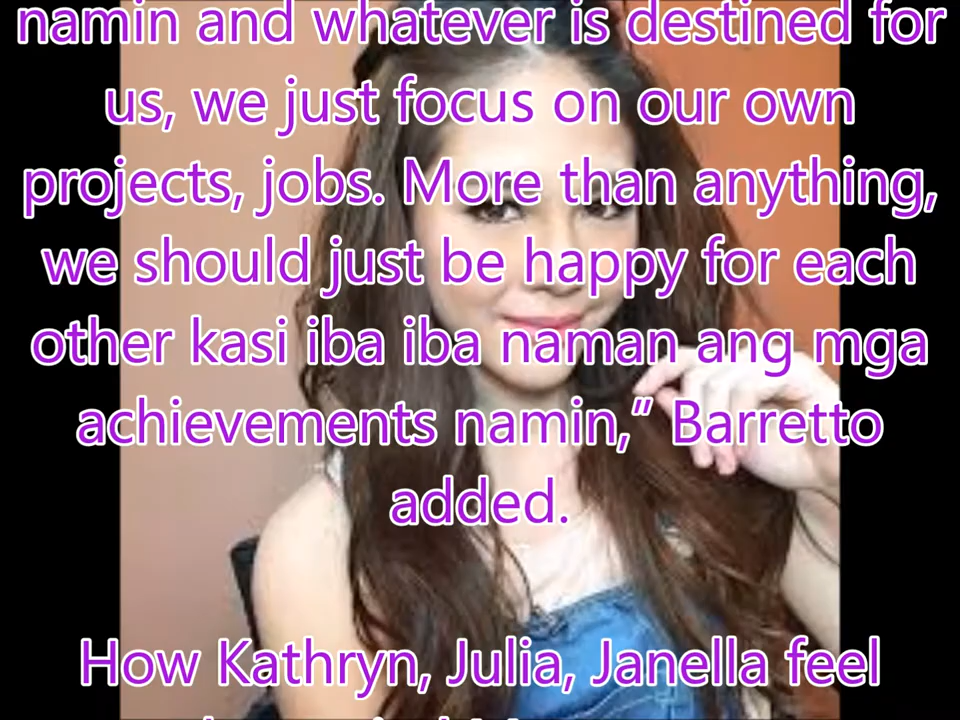 namin and whatever is destined for
us, we just focus on our own
projects, jobs. More than anything,
we should just be happy for each
other kasi iba iba naman ang mga
achievements namin,” Barretto
added.
How Kathryn, Julia, Janella feel